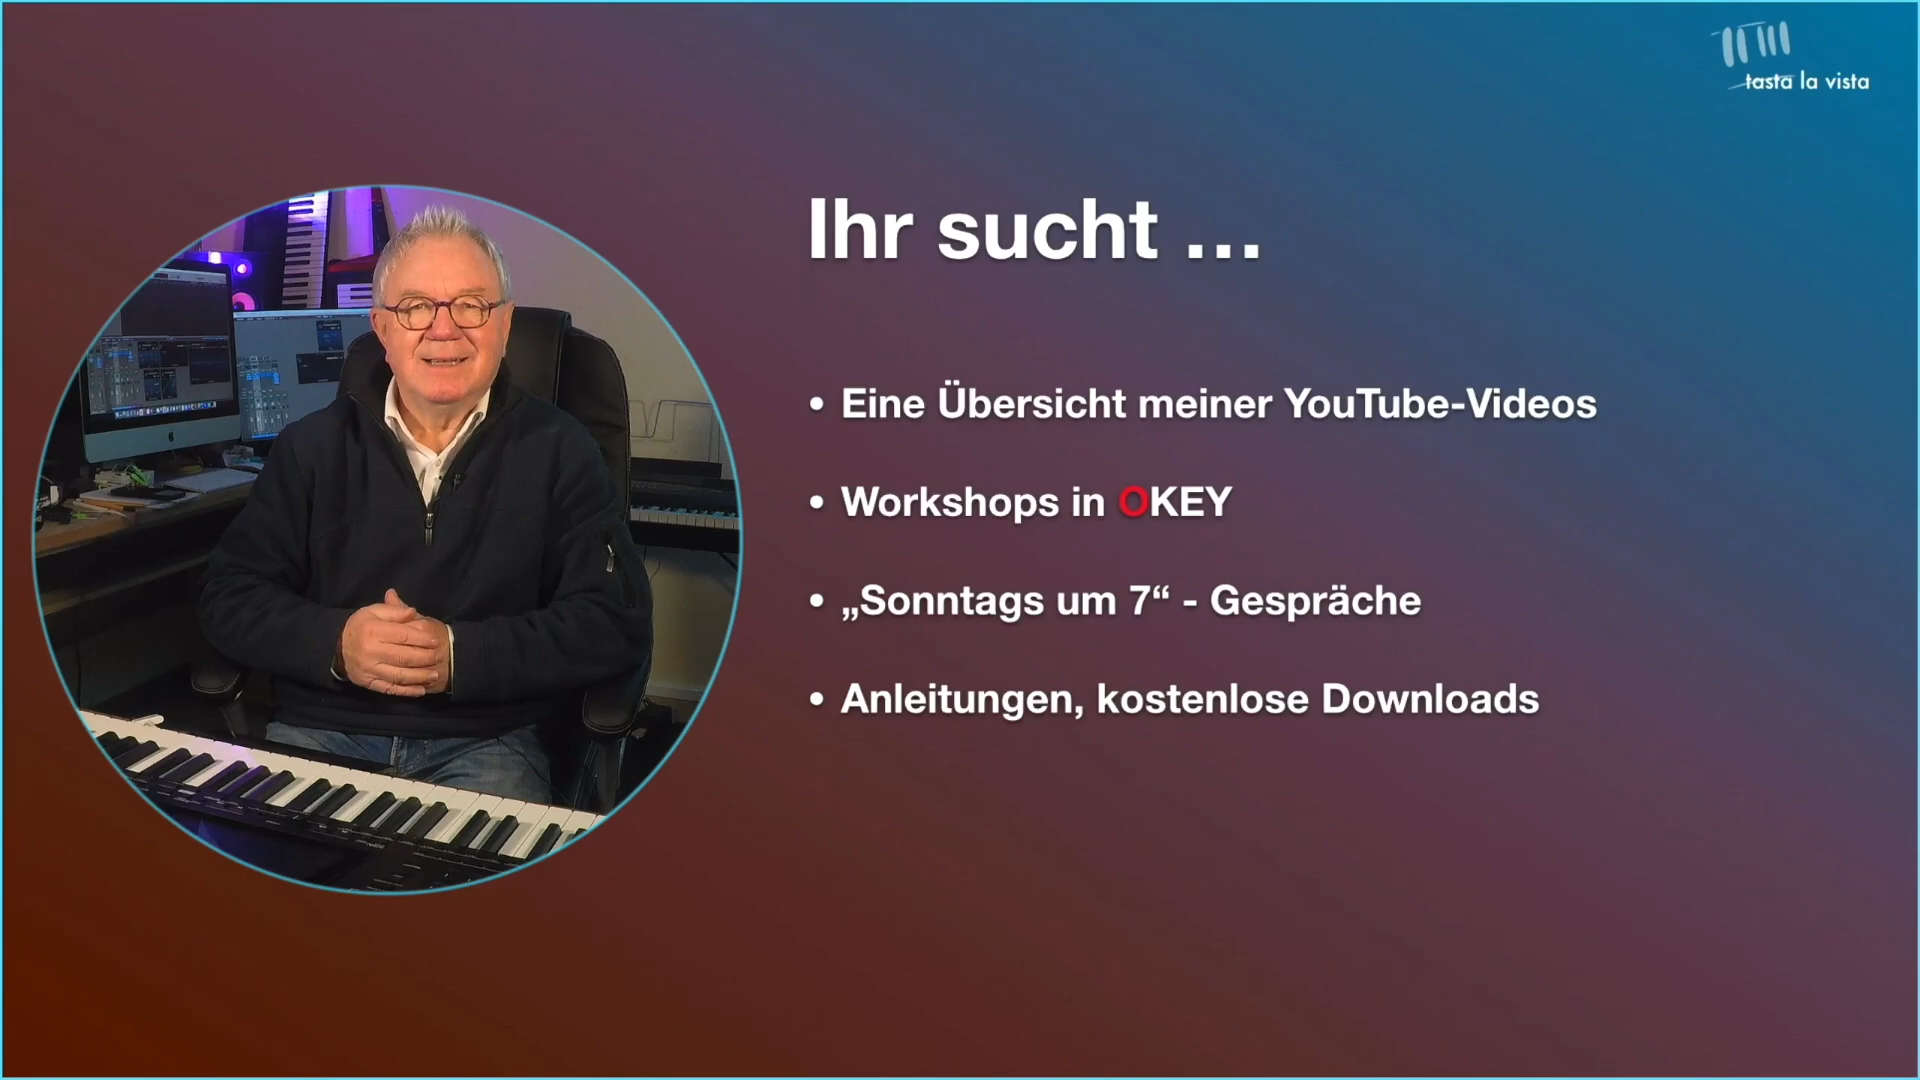 tasta la vista
Ihr sucht ...
• Eine Übersicht meiner YouTube-Videos
• Workshops in OKEY
• „Sonntags um 7“ - Gespräche
• Anleitungen, kostenlose Downloads